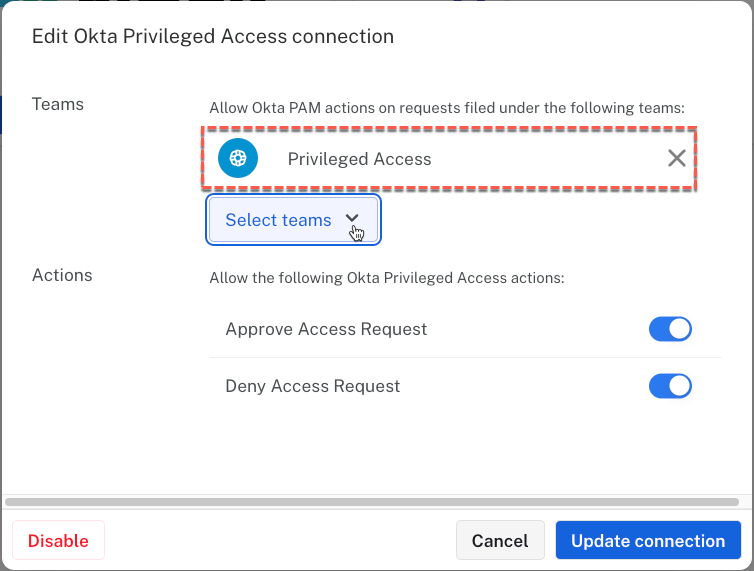 Edit Okta Privileged Access connection
Teams
Allow Okta PAM actions on requests filed under the following teams:
Privileged Access
Select teams
Actions
Allow the following Okta Privileged Access actions:
Approve Access Request
Deny Access Request
Disable
Cancel
Update connection